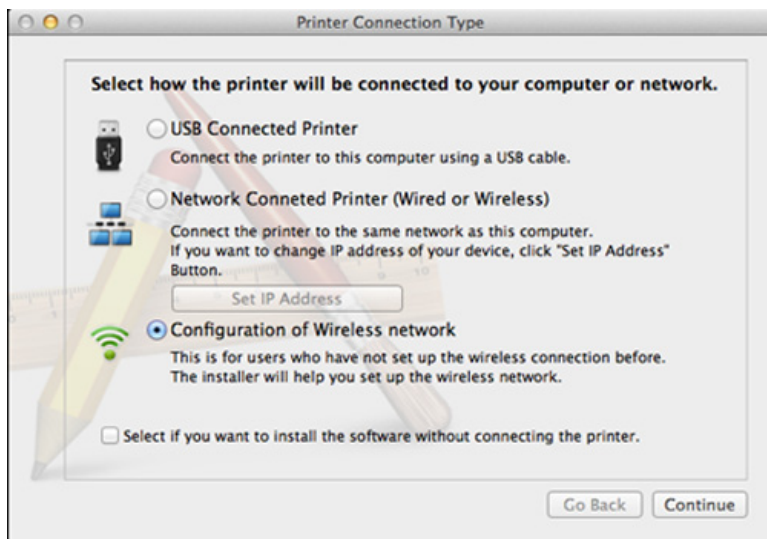 Printer Connection Type
Select how the printer will be connected to your computer or network.
USB Connected Printer
Connect the printer to this computer using a USB cable.
Network Conneted Printer (Wired or Wireless)
Connect the printer to the same network as this computer.
If you want to change IP address of your device, click "Set IP Address"
Button.
Set IP Address
Configuration of Wireless network
This is for users who have not set up the wireless connection before.
The installer will help you set up the wireless network.
Select if you want to install the software without connecting the printer.
Go Back Continue